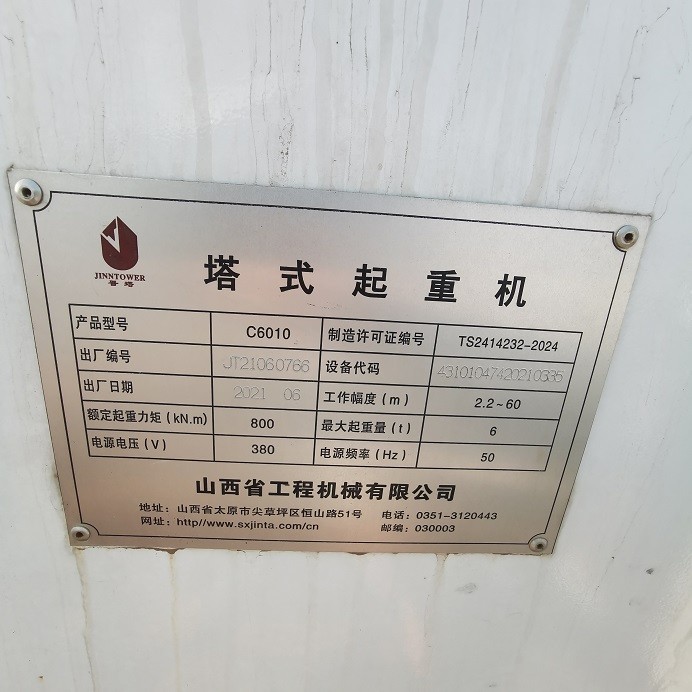 JINNTOWER
晋塔
塔式起重机
产品型号 C6010 制造许可证编号 TS2414232-2024
出厂编号 JT21060766 设备代码 43101047420210335
出厂日期 2021 06 工作幅度(m) 2.2~60
额定起重力矩(kN.m) 800 最大起重量(t) 6
电源电压(V) 380 电源频率(Hz) 50
山西省工程机械有限公司
地址: 山西省太原市尖草坪区恒山路51号 电话: 0351-3120443
网址: http//www.sxjinta.com/cn 邮编: 030003